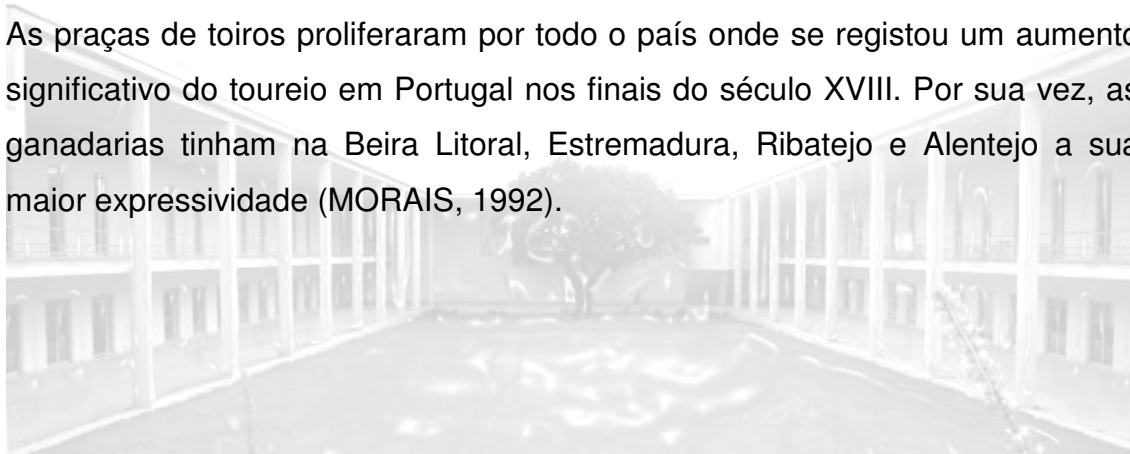 As praças de toiros proliferaram por todo o país onde se registou um aumento
significativo do toureio em Portugal nos finais do século XVIII. Por sua vez, as
ganadarias tinham na Beira Litoral, Estremadura, Ribatejo e Alentejo a sua
maior expressividade (MORAIS, 1992).